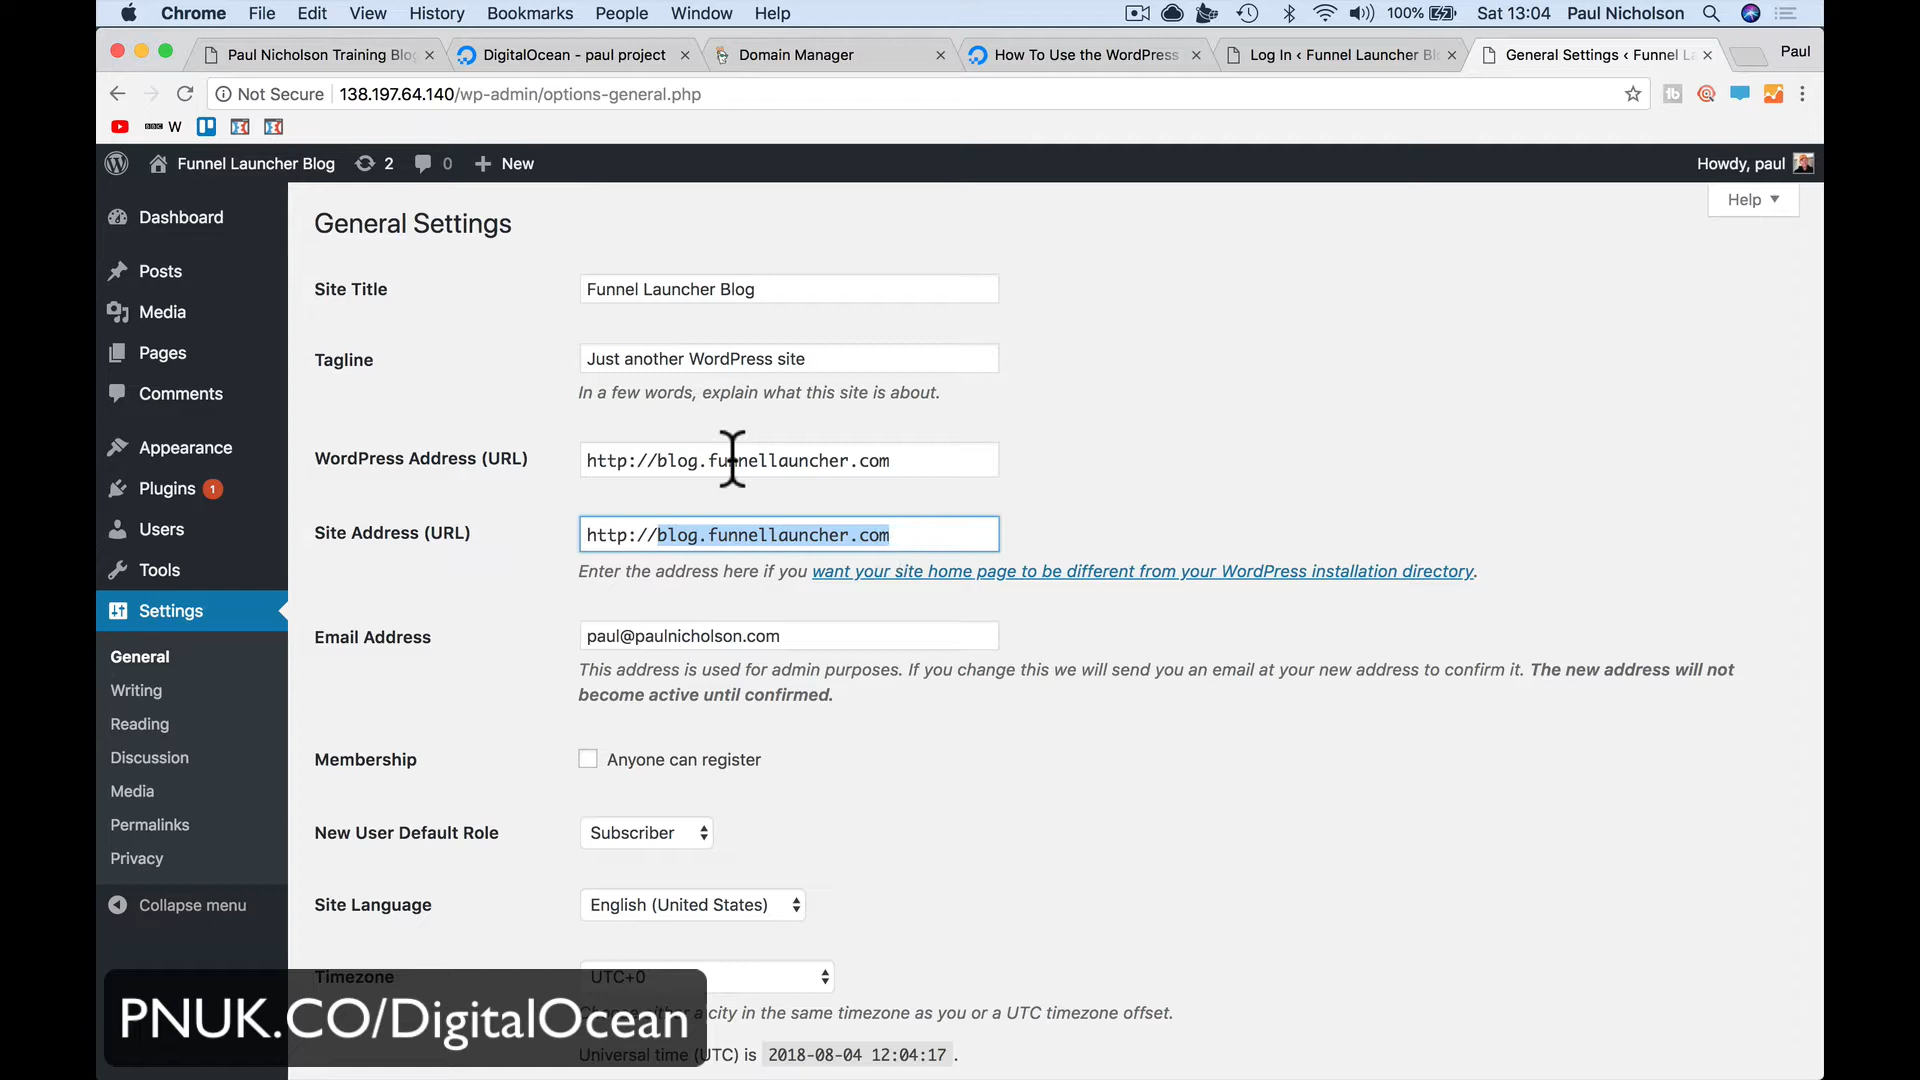 Chrome File Edit View History Bookmarks People Window Help 100% Sat 13:04 Paul Nicholson
Paul Nicholson Training Blog DigitalOcean - paul project Domain Manager How To Use the WordPress Log In ‹ Funnel Launcher Bl General Settings ‹ Funnel La Paul
Not Secure 138.197.64.140/wp-admin/options-general.php
BBC W
Funnel Launcher Blog 2 0 New Howdy, paul
Help
Dashboard
Posts
Media
Pages
Comments
Appearance
Plugins 1
Users
Tools
Settings
General
Writing
Reading
Discussion
Media
Permalinks
Privacy
Collapse menu
General Settings
Site Title Funnel Launcher Blog
Tagline Just another WordPress site
In a few words, explain what this site is about.
WordPress Address (URL) http://blog.funnellauncher.com
Site Address (URL) http://blog.funnellauncher.com
Enter the address here if you want your site home page to be different from your WordPress installation directory.
Email Address paul@paulnicholson.com
This address is used for admin purposes. If you change this we will send you an email at your new address to confirm it. The new address will not
become active until confirmed.
Membership Anyone can register
New User Default Role Subscriber
Site Language English (United States)
Timezone UTC+0
Choose either a city in the same timezone as you or a UTC timezone offset.
Universal time (UTC) is 2018-08-04 12:04:17 .
PNUK.CO/DigitalOcean